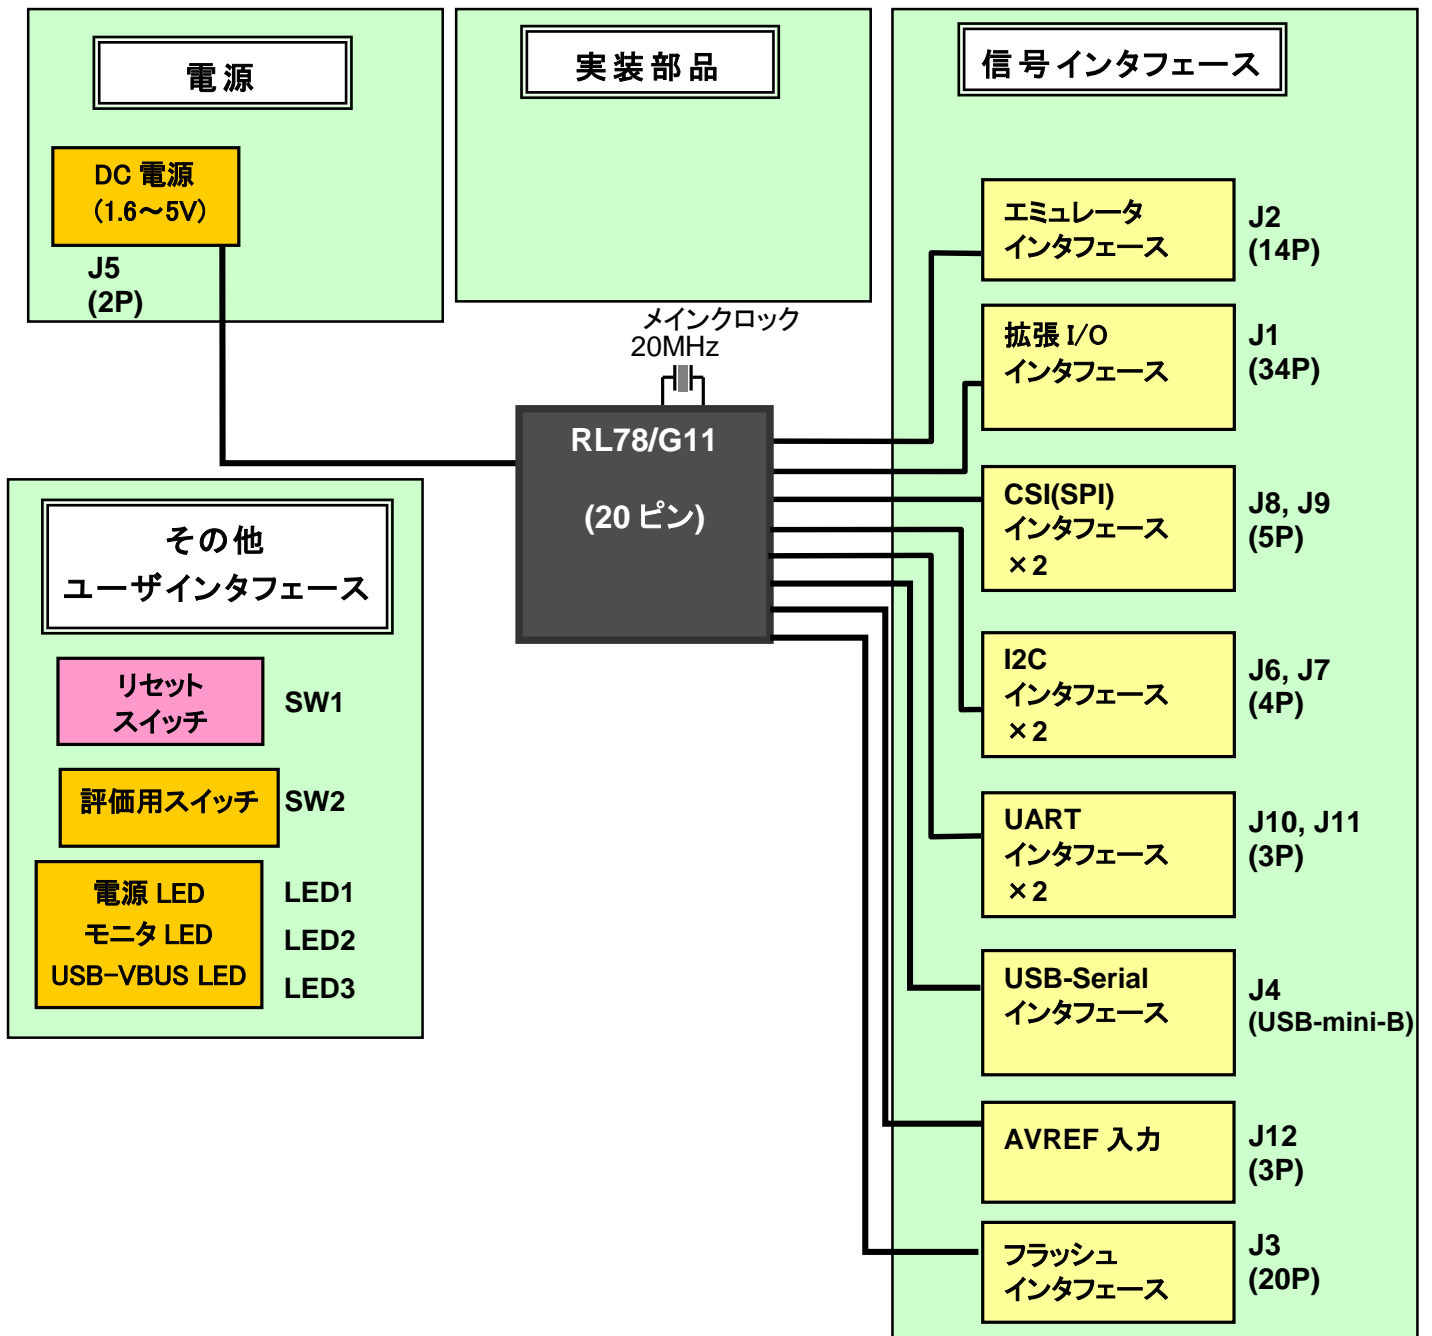 電源
DC 電源
(1.6～5V)
J5
(2P)
実装部品
メインクロック
20MHz
RL78/G11
(20 ピン)
その他
ユーザインタフェース
リセット
スイッチ
SW1
評価用スイッチ
SW2
電源 LED
モニタ LED
USB-VBUS LED
LED1
LED2
LED3
信号インタフェース
エミュレータ
インタフェース
J2
(14P)
拡張 I/O
インタフェース
J1
(34P)
CSI(SPI)
インタフェース
×2
J8, J9
(5P)
I2C
インタフェース
×2
J6, J7
(4P)
UART
インタフェース
×2
J10, J11
(3P)
USB-Serial
インタフェース
J4
(USB-mini-B)
AVREF 入力
J12
(3P)
フラッシュ
インタフェース
J3
(20P)